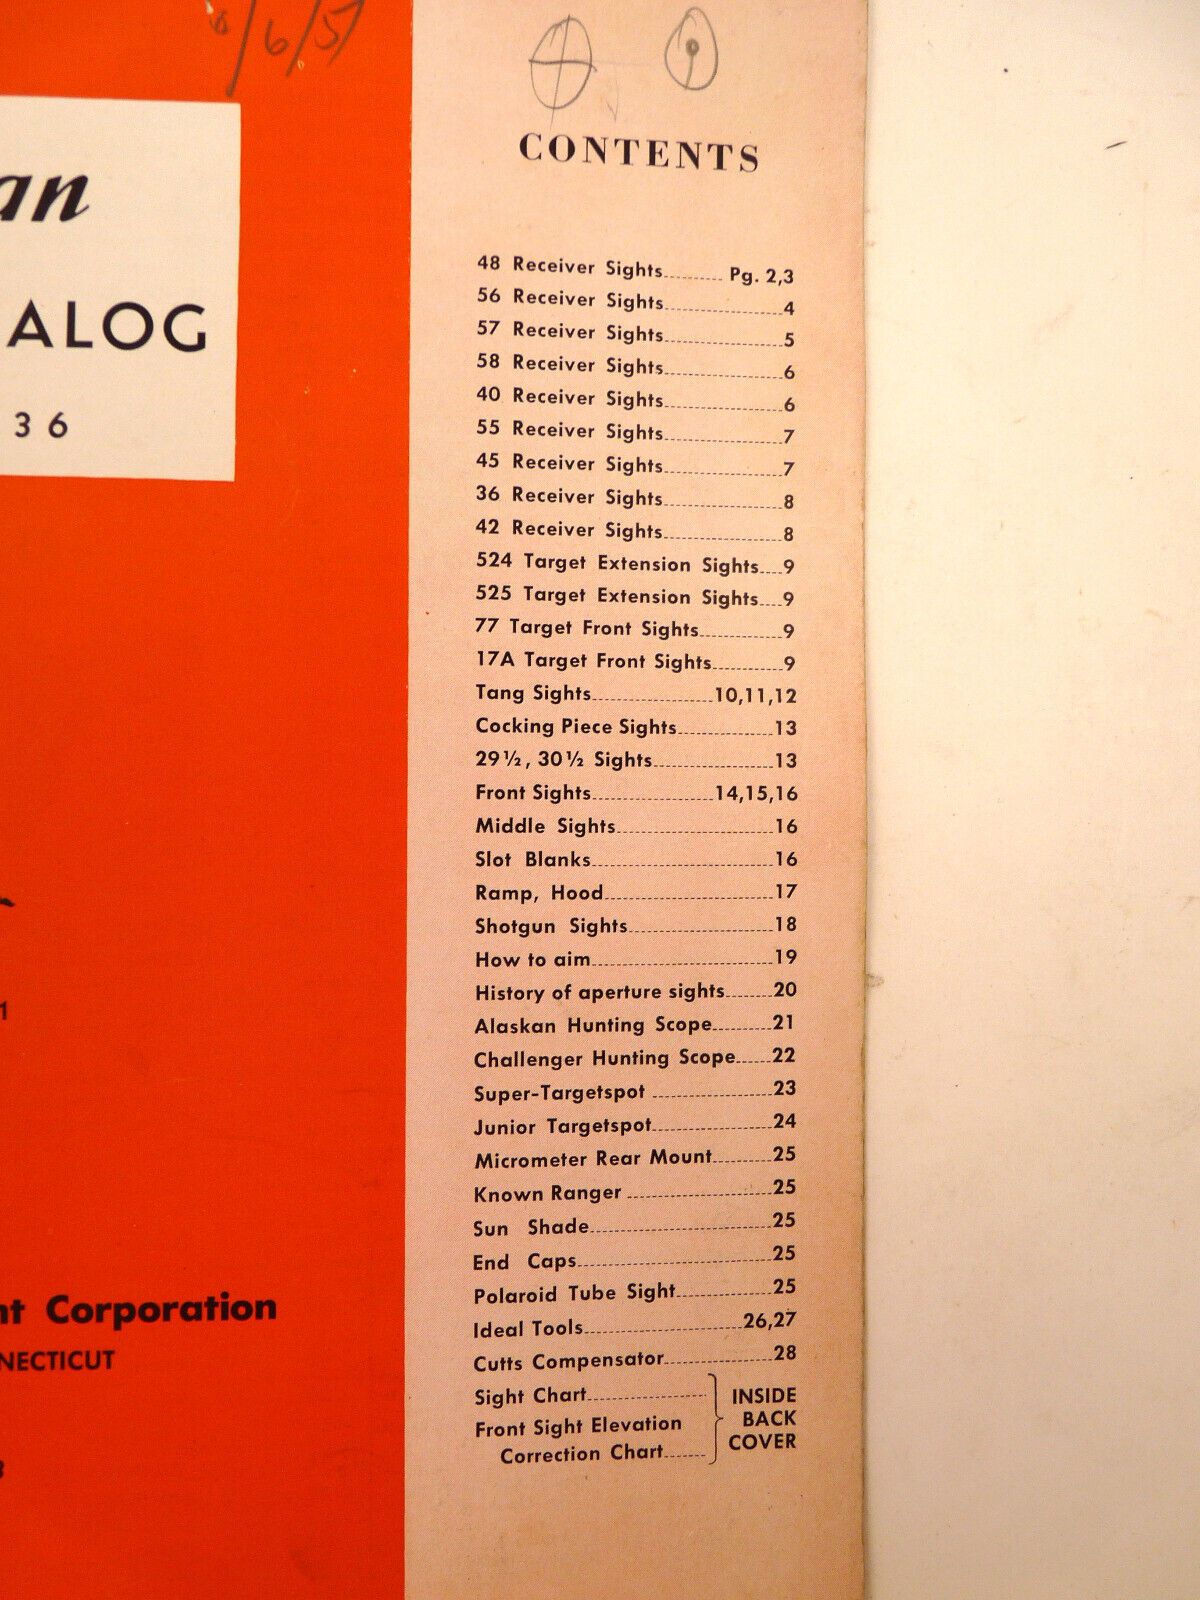 6/5/
an
ALOG
36
1
nt Corporation
NECTICUT
CONTENTS
48 Receiver Sights........ Pg. 2,3
56 Receiver Sights........4
57 Receiver Sights........5
58 Receiver Sights........6
40 Receiver Sights........6
55 Receiver Sights........7
45 Receiver Sights........7
36 Receiver Sights........8
42 Receiver Sights........8
524 Target Extension Sights....9
525 Target Extension Sights....9
77 Target Front Sights........9
17A Target Front Sights........9
Tang Sights........10,11,12
Cocking Piece Sights........13
29½, 30½ Sights........13
Front Sights........14,15,16
Middle Sights........16
Slot Blanks........16
Ramp, Hood........17
Shotgun Sights........18
How to aim........19
History of aperture sights........20
Alaskan Hunting Scope........21
Challenger Hunting Scope........22
Super-Targetspot ........23
Junior Targetspot........24
Micrometer Rear Mount........25
Known Ranger ........25
Sun Shade........25
End Caps........25
Polaroid Tube Sight........25
Ideal Tools........26,27
Cutts Compensator........28
Sight Chart........
Front Sight Elevation
Correction Chart........
INSIDE
BACK
COVER